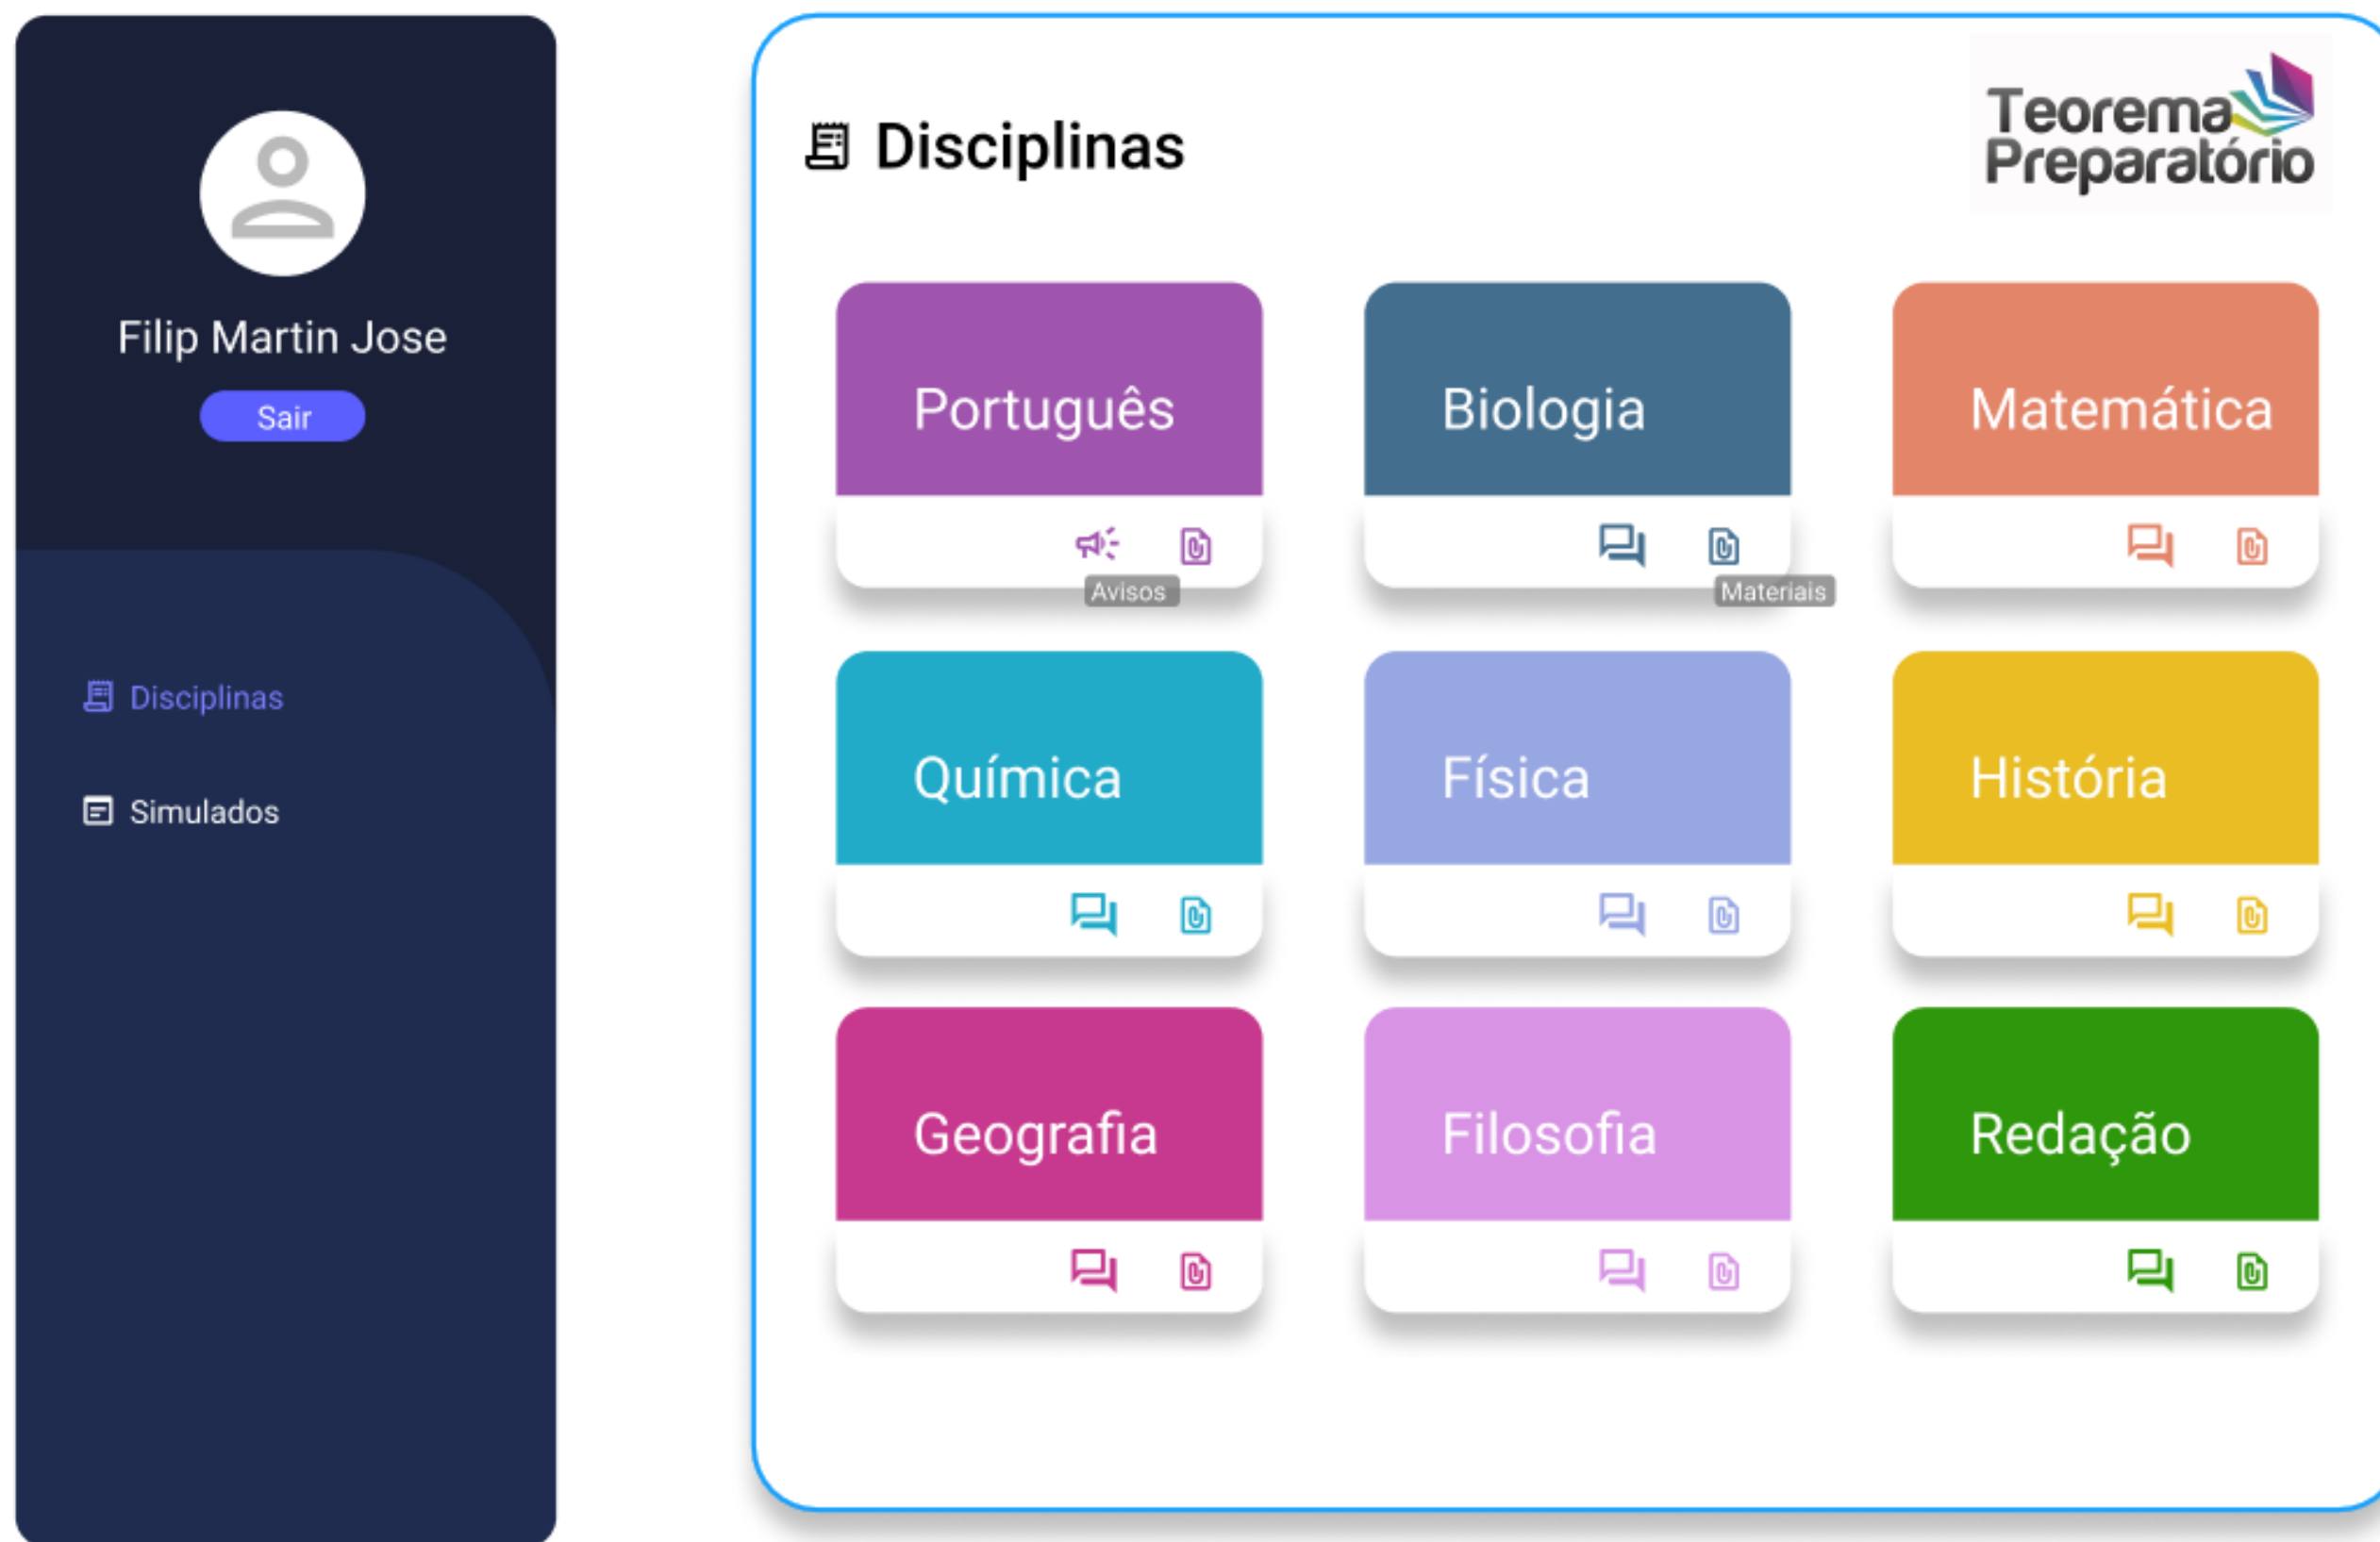 Filip Martin Jose
Sair
Disciplinas
Simulados
Disciplinas
Teorema
Preparatório
Português
Biologia
Matemática
Avisos
Materiais
Química
Física
História
Geografia
Filosofia
Redação